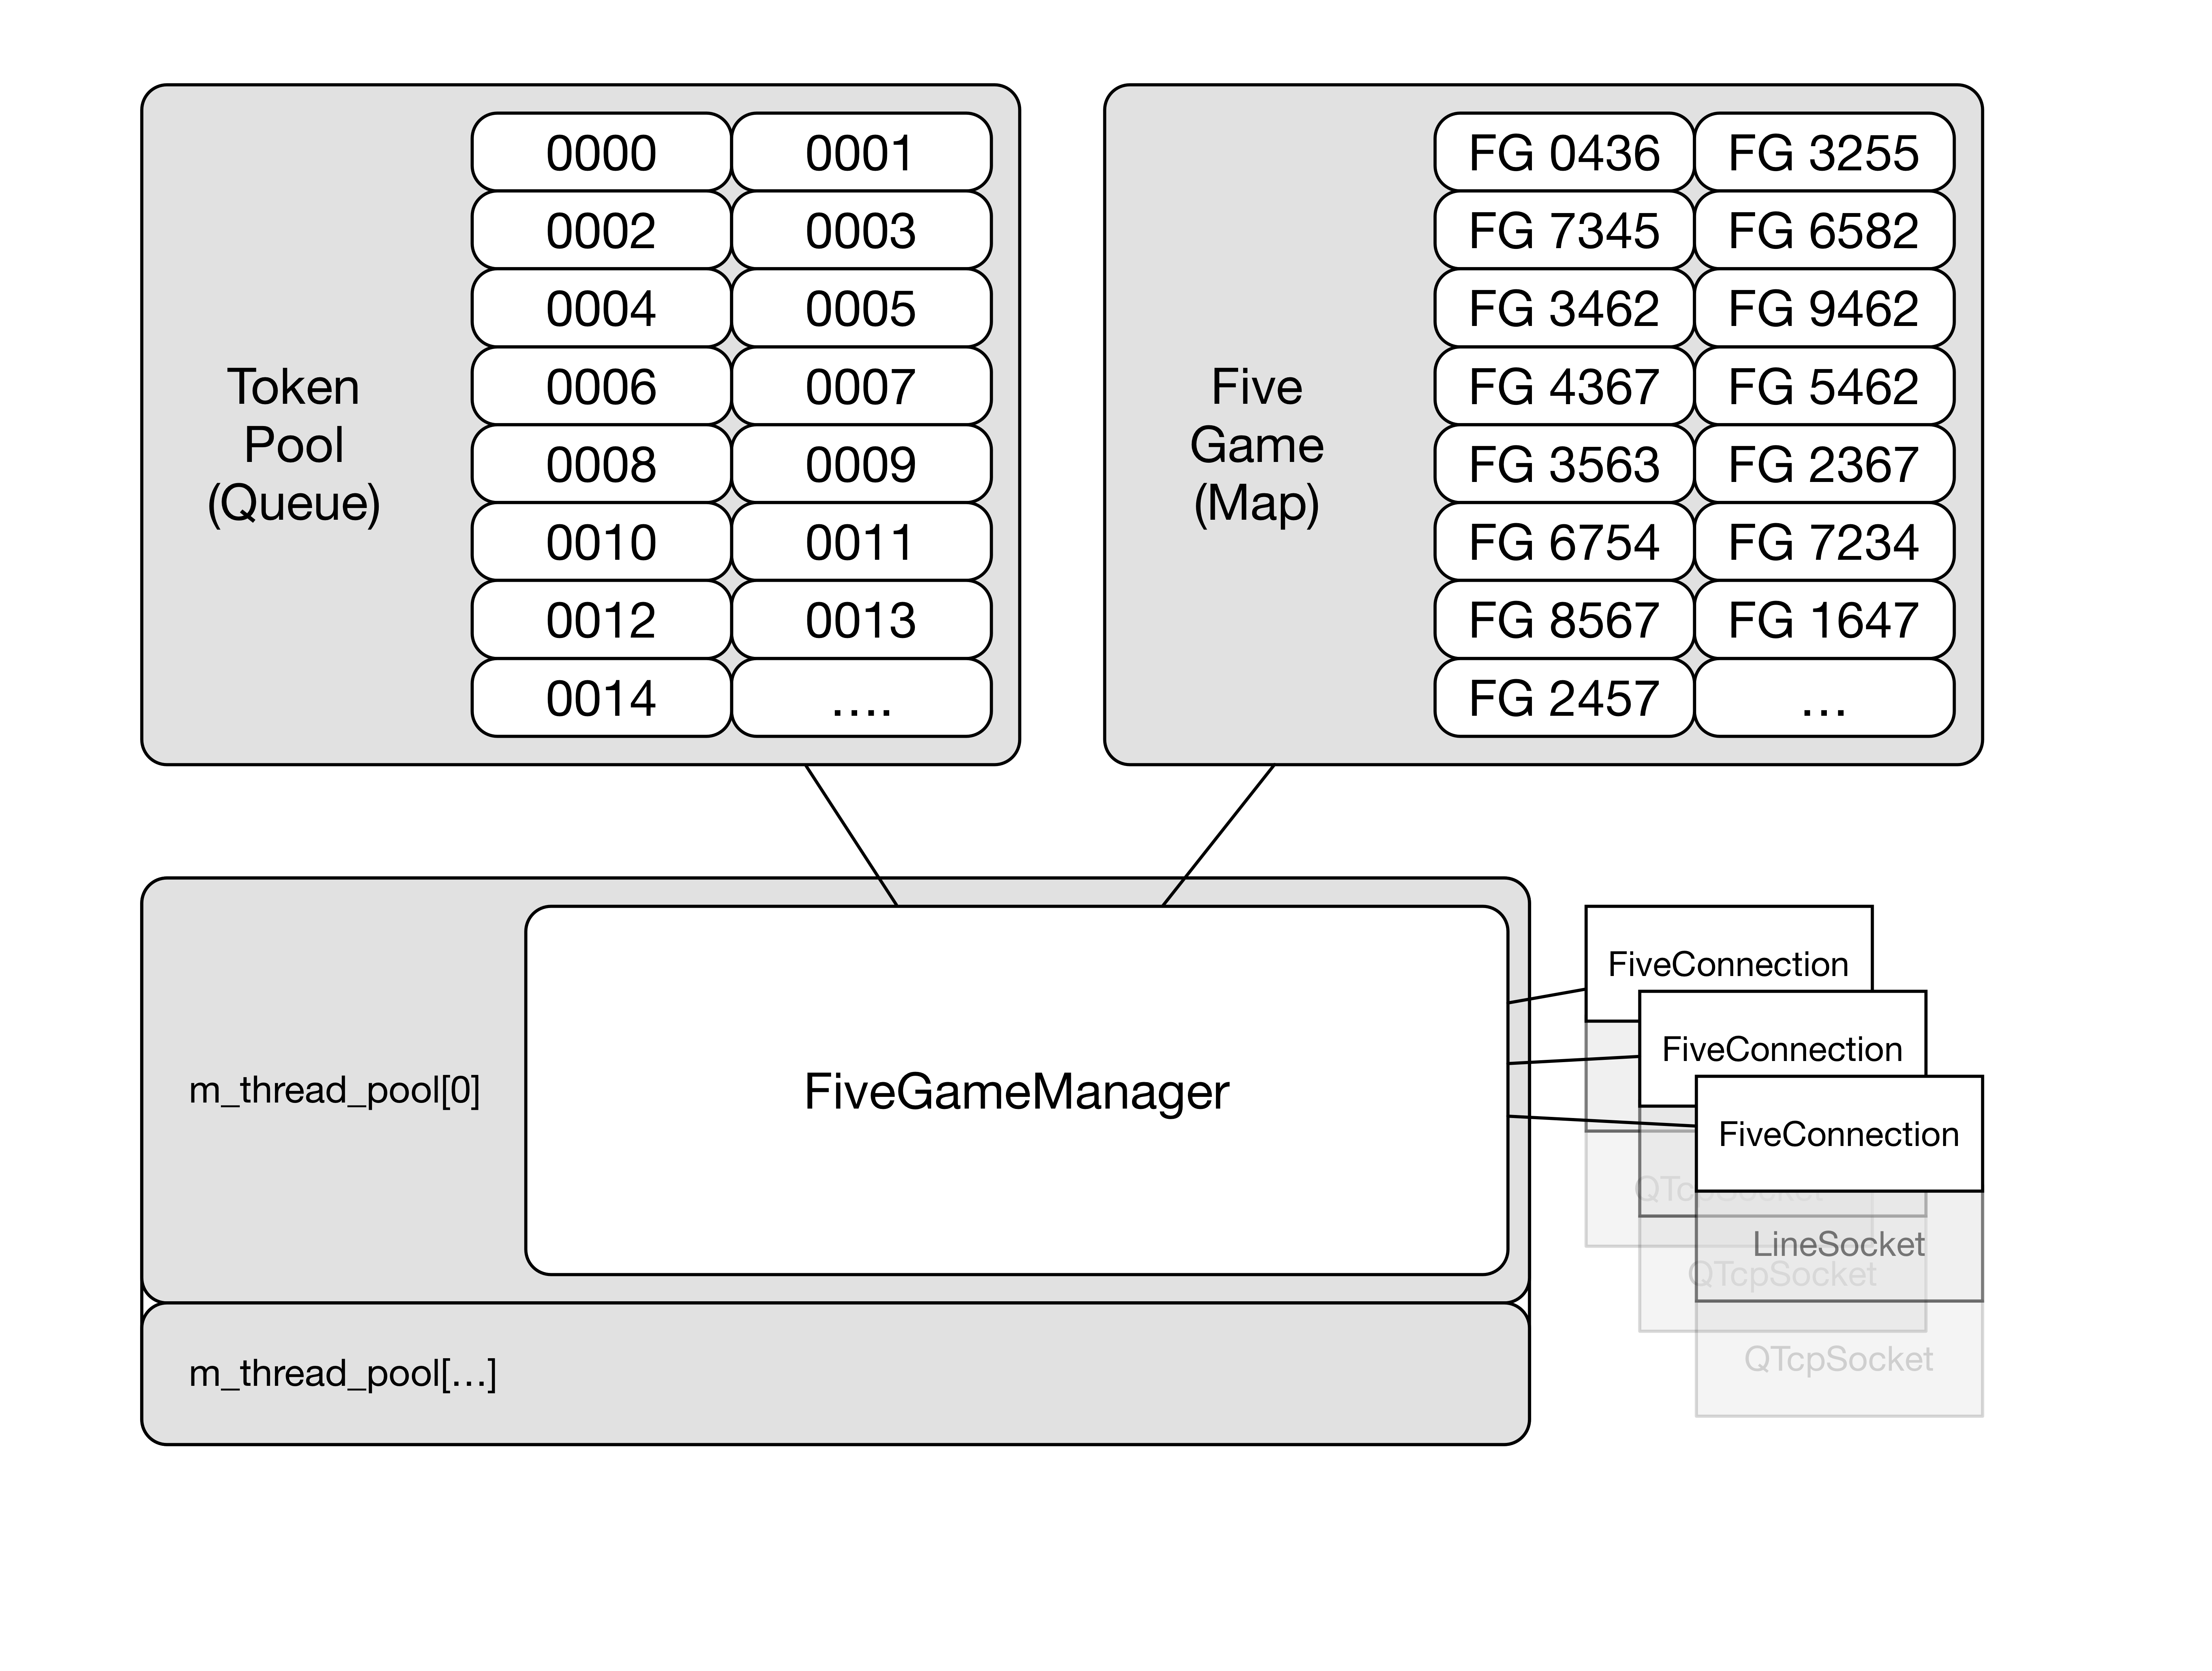 Token
Pool
(Queue)
0000 0001
0002 0003
0004 0005
0006 0007
0008 0009
0010 0011
0012 0013
0014 ....
Five
Game
(Map)
FG 0436 FG 3255
FG 7345 FG 6582
FG 3462 FG 9462
FG 4367 FG 5462
FG 3563 FG 2367
FG 6754 FG 7234
FG 8567 FG 1647
FG 2457 ...
m_thread_pool[0]
FiveGameManager
m_thread_pool[...]
FiveConnection
QTcpSocket
FiveConnection
QTcpSocket
FiveConnection
LineSocket
QTcpSocket